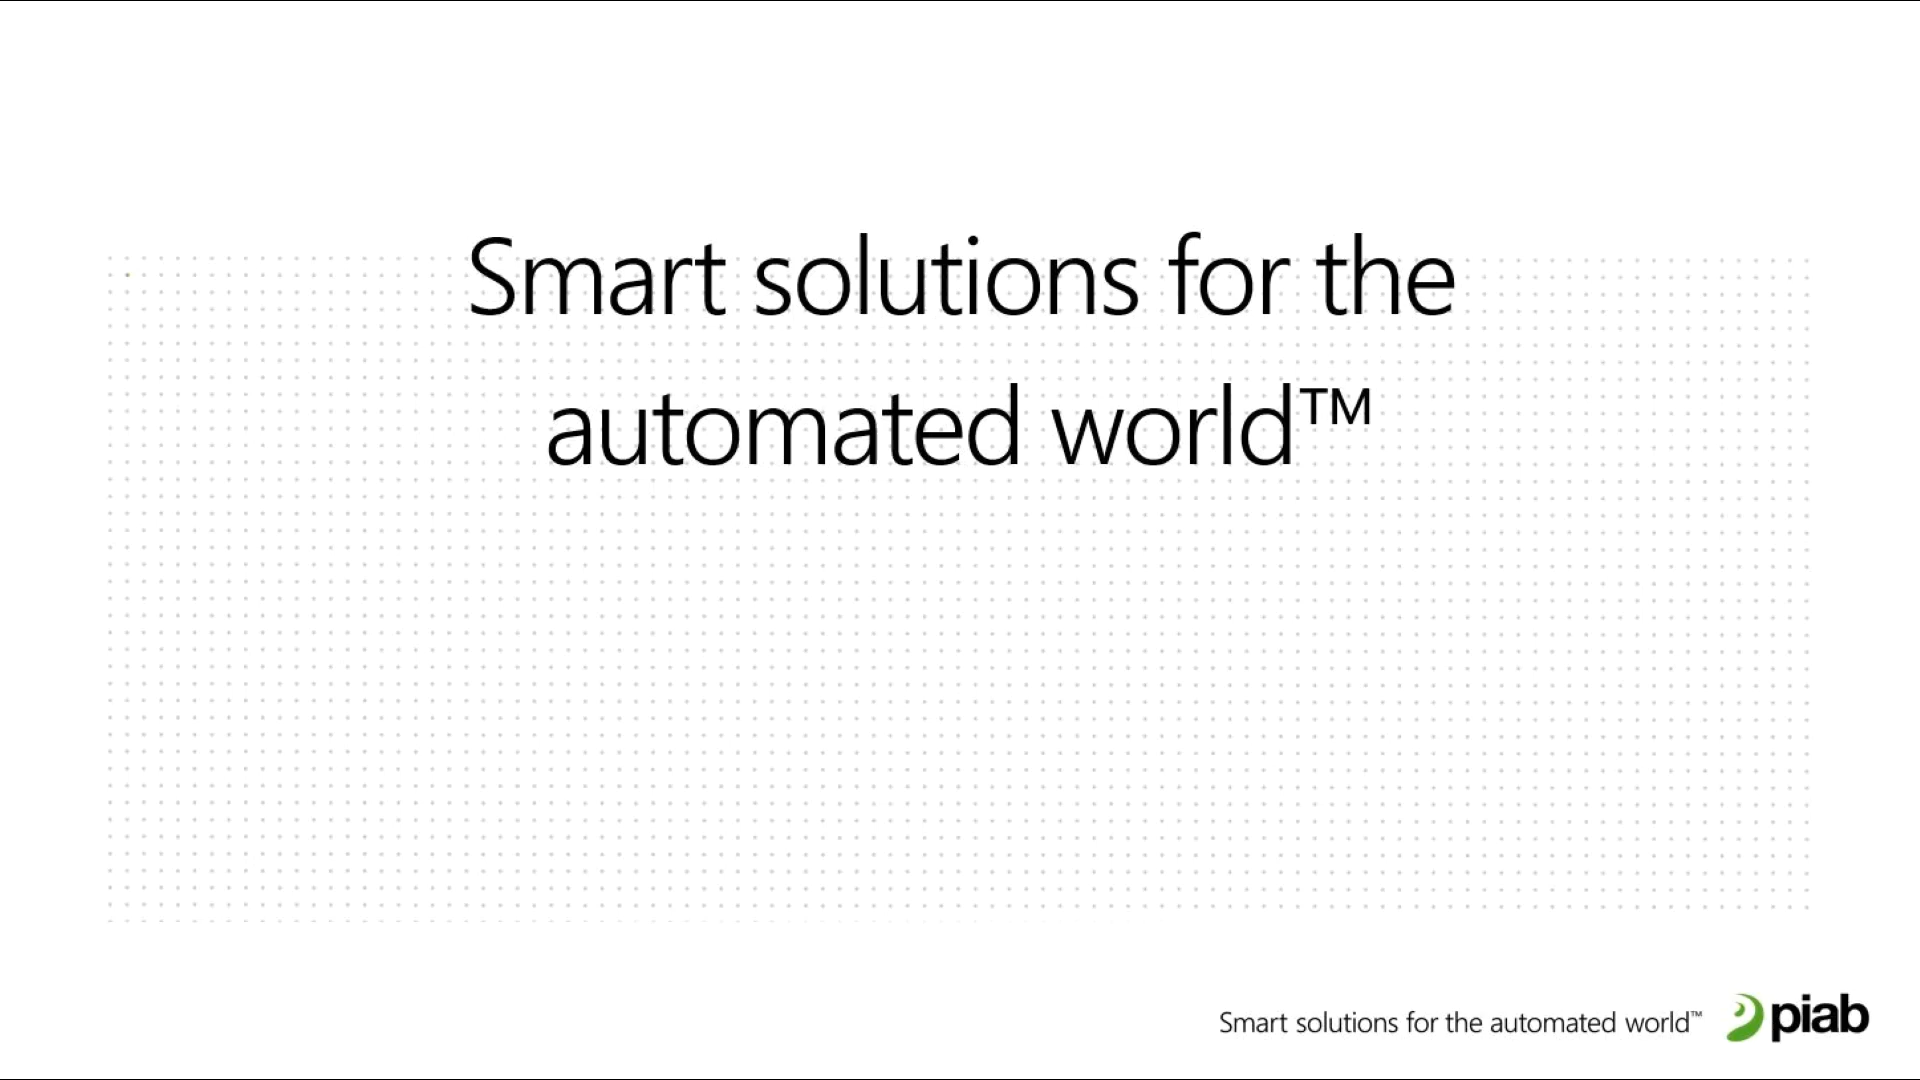 Smart solutions for the
automated world™
Smart solutions for the automated world™
piab